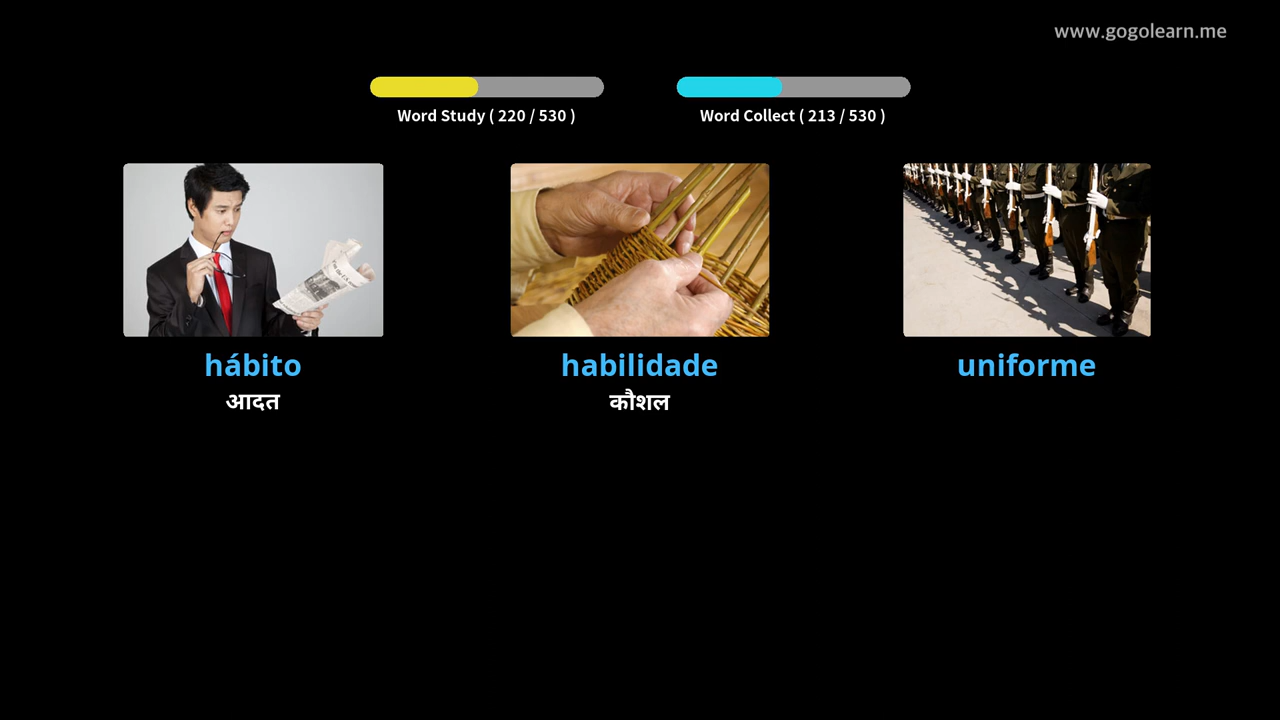 www.gogolearn.me
Word Study ( 220 / 530 )
Word Collect ( 213 / 530 )
hábito
आदत
habilidade
कौशल
uniforme